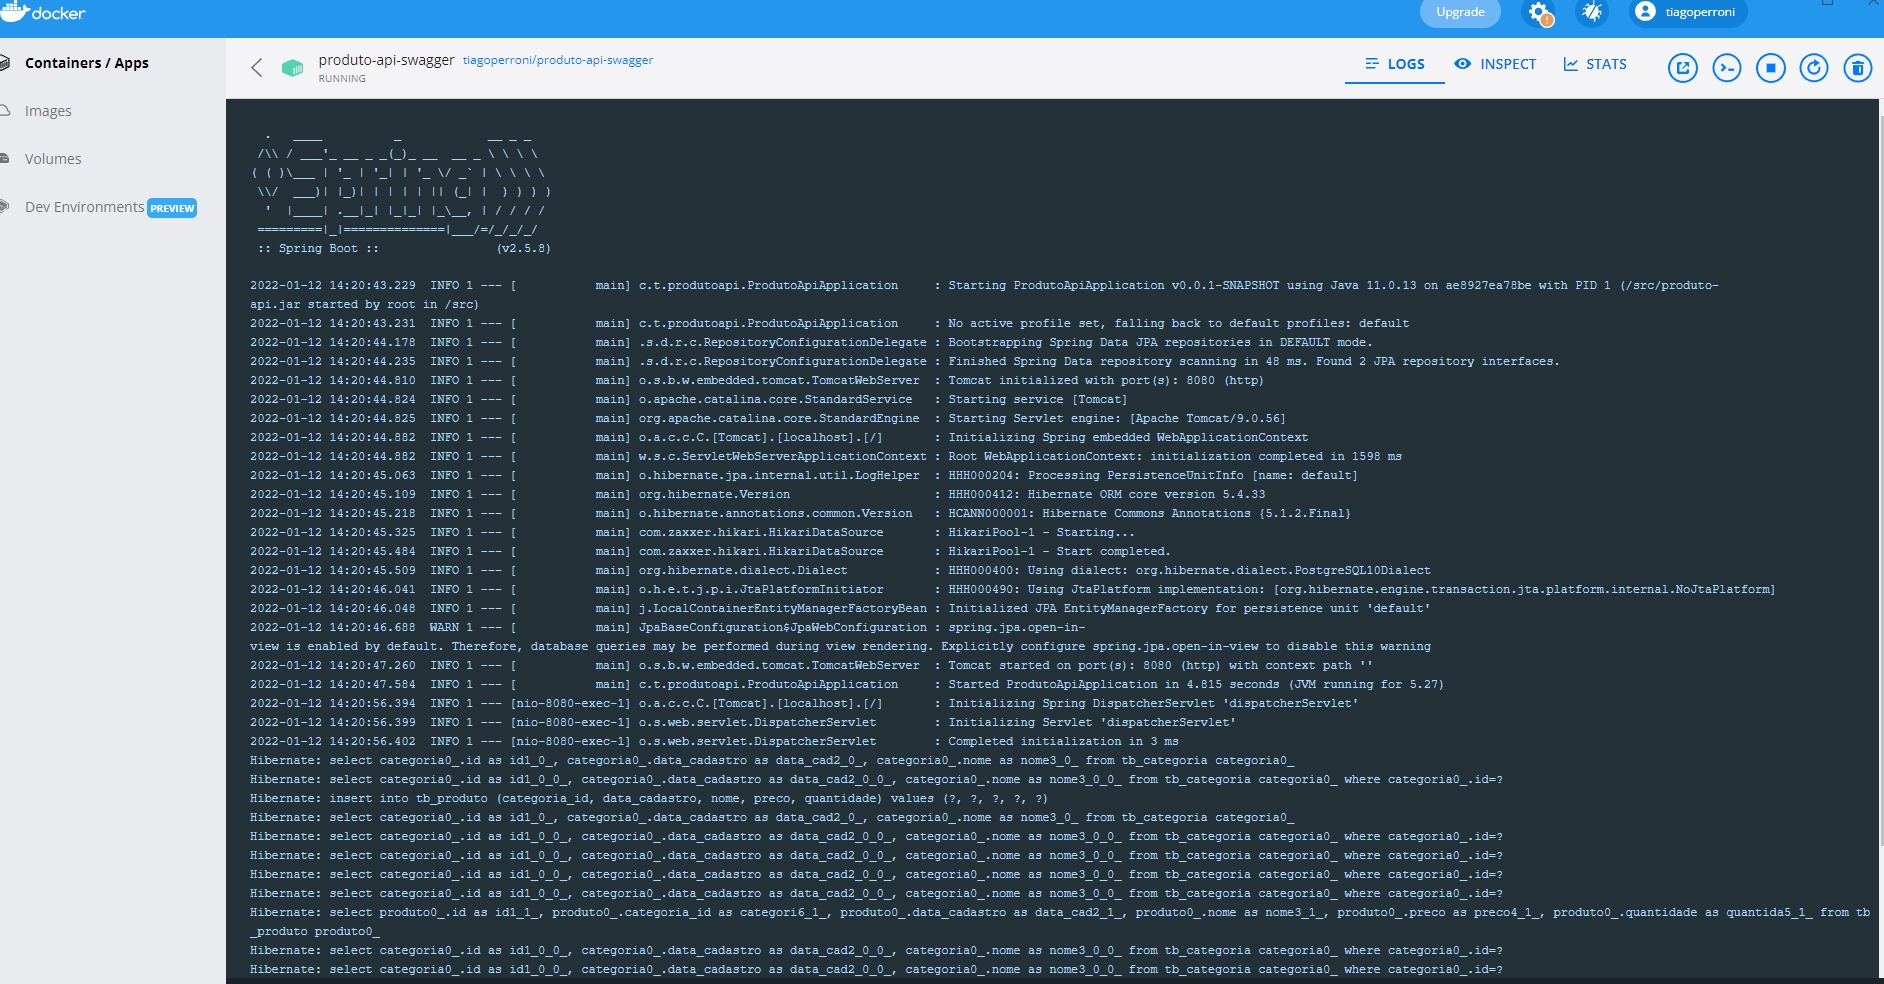 docker
Upgrade
tiagoperroni
Containers / Apps
Images
Volumes
Dev Environments PREVIEW
produto-api-swagger tiagoperroni/produto-api-swagger
RUNNING
LOGS
INSPECT
STATS
:: Spring Boot :: (v2.5.8)
2022-01-12 14:20:43.229 INFO 1 --- [ main] c.t.produtoapi.ProdutoApiApplication : Starting ProdutoApiApplication v0.0.1-SNAPSHOT using Java 11.0.13 on ae8927ea78be with PID 1 (/src/produto-
api.jar started by root in /src)
2022-01-12 14:20:43.231 INFO 1 --- [ main] c.t.produtoapi.ProdutoApiApplication : No active profile set, falling back to default profiles: default
2022-01-12 14:20:44.178 INFO 1 --- [ main] .s.d.r.c.RepositoryConfigurationDelegate : Bootstrapping Spring Data JPA repositories in DEFAULT mode.
2022-01-12 14:20:44.235 INFO 1 --- [ main] .s.d.r.c.RepositoryConfigurationDelegate : Finished Spring Data repository scanning in 48 ms. Found 2 JPA repository interfaces.
2022-01-12 14:20:44.810 INFO 1 --- [ main] o.s.b.w.embedded.tomcat.TomcatWebServer : Tomcat initialized with port(s): 8080 (http)
2022-01-12 14:20:44.824 INFO 1 --- [ main] o.apache.catalina.core.StandardService : Starting service [Tomcat]
2022-01-12 14:20:44.825 INFO 1 --- [ main] org.apache.catalina.core.StandardEngine : Starting Servlet engine: [Apache Tomcat/9.0.56]
2022-01-12 14:20:44.882 INFO 1 --- [ main] o.a.c.c.C.[Tomcat].[localhost].[/] : Initializing Spring embedded WebApplicationContext
2022-01-12 14:20:44.882 INFO 1 --- [ main] w.s.c.ServletWebServerApplicationContext : Root WebApplicationContext: initialization completed in 1598 ms
2022-01-12 14:20:45.063 INFO 1 --- [ main] o.hibernate.jpa.internal.util.LogHelper : HHH000204: Processing PersistenceUnitInfo [name: default]
2022-01-12 14:20:45.109 INFO 1 --- [ main] org.hibernate.Version : HHH000412: Hibernate ORM core version 5.4.33
2022-01-12 14:20:45.218 INFO 1 --- [ main] o.hibernate.annotations.common.Version : HCANN000001: Hibernate Commons Annotations {5.1.2.Final}
2022-01-12 14:20:45.325 INFO 1 --- [ main] com.zaxxer.hikari.HikariDataSource : HikariPool-1 - Starting...
2022-01-12 14:20:45.484 INFO 1 --- [ main] com.zaxxer.hikari.HikariDataSource : HikariPool-1 - Start completed.
2022-01-12 14:20:45.509 INFO 1 --- [ main] org.hibernate.dialect.Dialect : HHH000400: Using dialect: org.hibernate.dialect.PostgreSQL10Dialect
2022-01-12 14:20:46.041 INFO 1 --- [ main] o.h.e.t.j.p.i.JtaPlatformInitiator : HHH000490: Using JtaPlatform implementation: [org.hibernate.engine.transaction.jta.platform.internal.NoJtaPlatform]
2022-01-12 14:20:46.048 INFO 1 --- [ main] j.LocalContainerEntityManagerFactoryBean : Initialized JPA EntityManagerFactory for persistence unit 'default'
2022-01-12 14:20:46.688 WARN 1 --- [ main] JpaBaseConfiguration$JpaWebConfiguration : spring.jpa.open-in-
view is enabled by default. Therefore, database queries may be performed during view rendering. Explicitly configure spring.jpa.open-in-view to disable this warning
2022-01-12 14:20:47.260 INFO 1 --- [ main] o.s.b.w.embedded.tomcat.TomcatWebServer : Tomcat started on port(s): 8080 (http) with context path ''
2022-01-12 14:20:47.584 INFO 1 --- [ main] c.t.produtoapi.ProdutoApiApplication : Started ProdutoApiApplication in 4.815 seconds (JVM running for 5.27)
2022-01-12 14:20:56.394 INFO 1 --- [nio-8080-exec-1] o.a.c.c.C.[Tomcat].[localhost].[/] : Initializing Spring DispatcherServlet 'dispatcherServlet'
2022-01-12 14:20:56.399 INFO 1 --- [nio-8080-exec-1] o.s.web.servlet.DispatcherServlet : Initializing Servlet 'dispatcherServlet'
2022-01-12 14:20:56.402 INFO 1 --- [nio-8080-exec-1] o.s.web.servlet.DispatcherServlet : Completed initialization in 3 ms
Hibernate: select categoria0_.id as id1_0_, categoria0_.data_cadastro as data_cad2_0_, categoria0_.nome as nome3_0_ from tb_categoria categoria0_
Hibernate: select categoria0_.id as id1_0_0_, categoria0_.data_cadastro as data_cad2_0_0_, categoria0_.nome as nome3_0_0_ from tb_categoria categoria0_ where categoria0_.id=?
Hibernate: insert into tb_produto (categoria_id, data_cadastro, nome, preco, quantidade) values (?, ?, ?, ?, ?)
Hibernate: select categoria0_.id as id1_0_, categoria0_.data_cadastro as data_cad2_0_, categoria0_.nome as nome3_0_ from tb_categoria categoria0_
Hibernate: select categoria0_.id as id1_0_0_, categoria0_.data_cadastro as data_cad2_0_0_, categoria0_.nome as nome3_0_0_ from tb_categoria categoria0_ where categoria0_.id=?
Hibernate: select categoria0_.id as id1_0_0_, categoria0_.data_cadastro as data_cad2_0_0_, categoria0_.nome as nome3_0_0_ from tb_categoria categoria0_ where categoria0_.id=?
Hibernate: select categoria0_.id as id1_0_0_, categoria0_.data_cadastro as data_cad2_0_0_, categoria0_.nome as nome3_0_0_ from tb_categoria categoria0_ where categoria0_.id=?
Hibernate: select categoria0_.id as id1_0_0_, categoria0_.data_cadastro as data_cad2_0_0_, categoria0_.nome as nome3_0_0_ from tb_categoria categoria0_ where categoria0_.id=?
Hibernate: select produto0_.id as id1_1_, produto0_.categoria_id as categori6_1_, produto0_.data_cadastro as data_cad2_1_, produto0_.nome as nome3_1_, produto0_.preco as preco4_1_, produto0_.quantidade as quantida5_1_ from tb
_produto produto0_
Hibernate: select categoria0_.id as id1_0_0_, categoria0_.data_cadastro as data_cad2_0_0_, categoria0_.nome as nome3_0_0_ from tb_categoria categoria0_ where categoria0_.id=?
Hibernate: select categoria0_.id as id1_0_0_, categoria0_.data_cadastro as data_cad2_0_0_, categoria0_.nome as nome3_0_0_ from tb_categoria categoria0_ where categoria0_.id=?